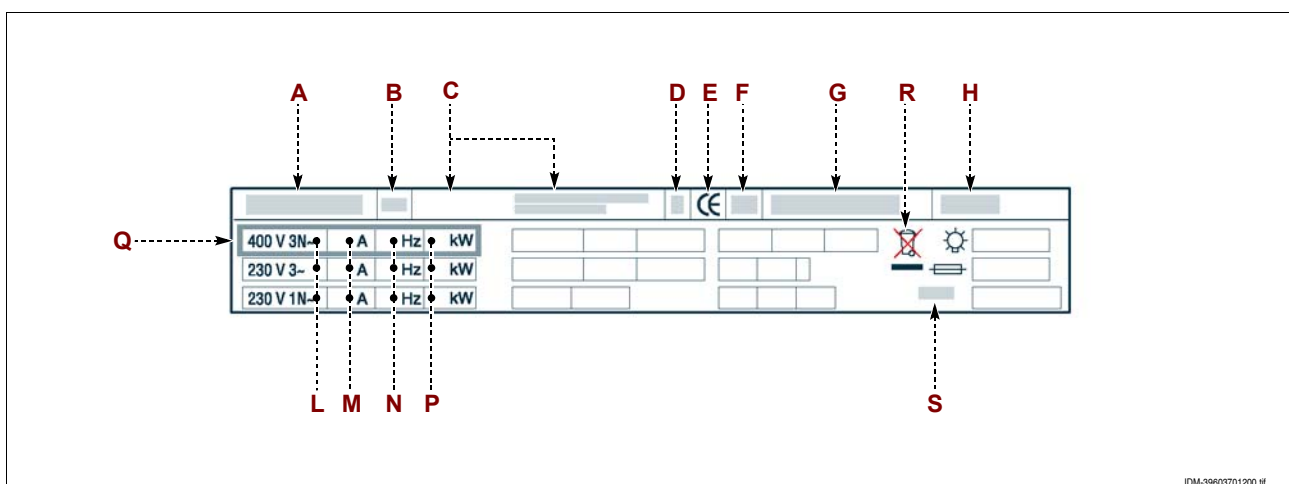 A B C D E F G R H
CE
Q
400 V 3N~ A Hz kW
230 V 3~ A Hz kW
230 V 1N~ A Hz kW
L M N P S
IDM-39603701200.tif